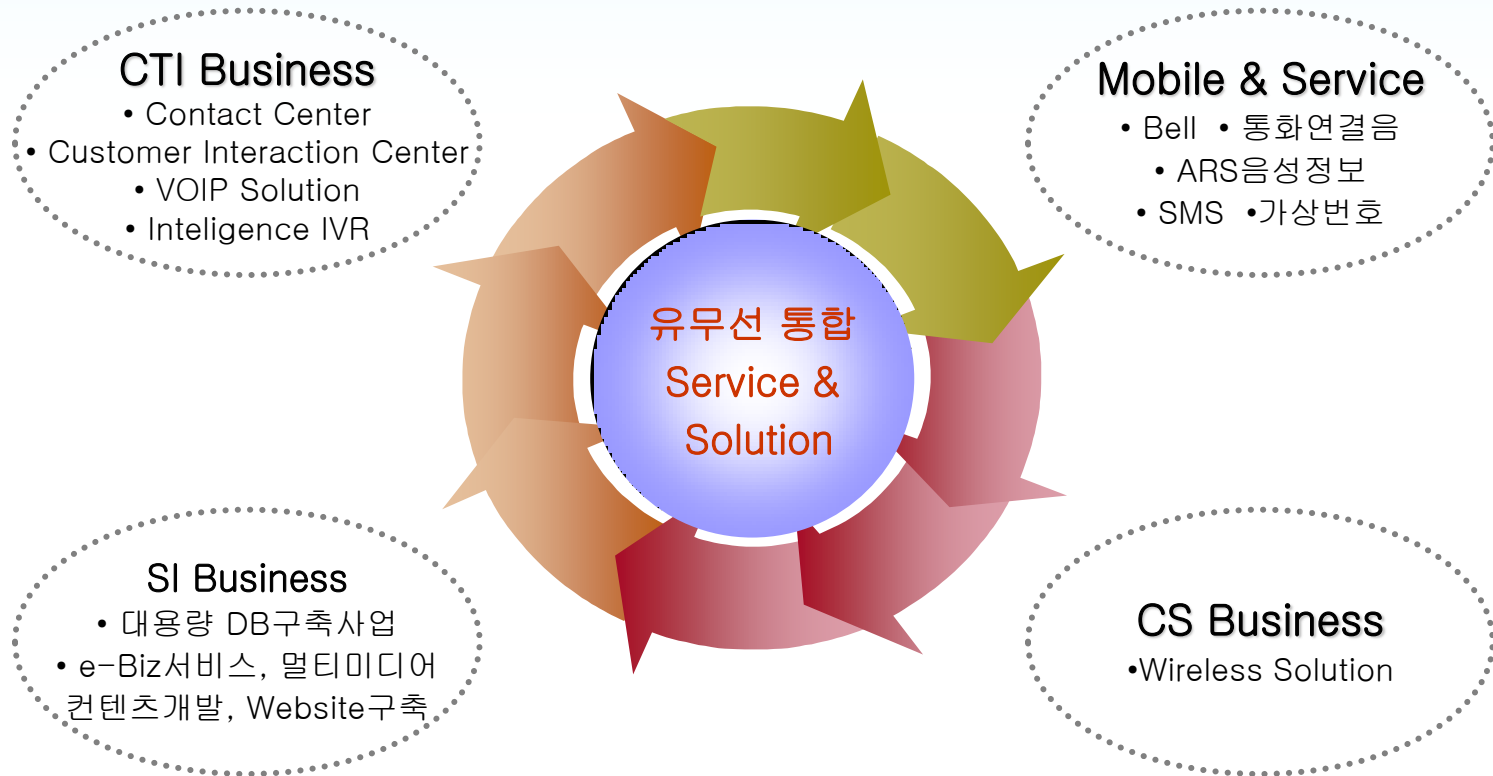 CTI Business
• Contact Center
• Customer Interaction Center
• VOIP Solution
• Inteligence IVR
Mobile & Service
• Bell • 통화연결음
• ARS음성정보
• SMS •가상번호
유무선 통합
Service &
Solution
SI Business
• 대용량 DB구축사업
• e-Biz서비스, 멀티미디어
컨텐츠개발, Website구축
CS Business
•Wireless Solution